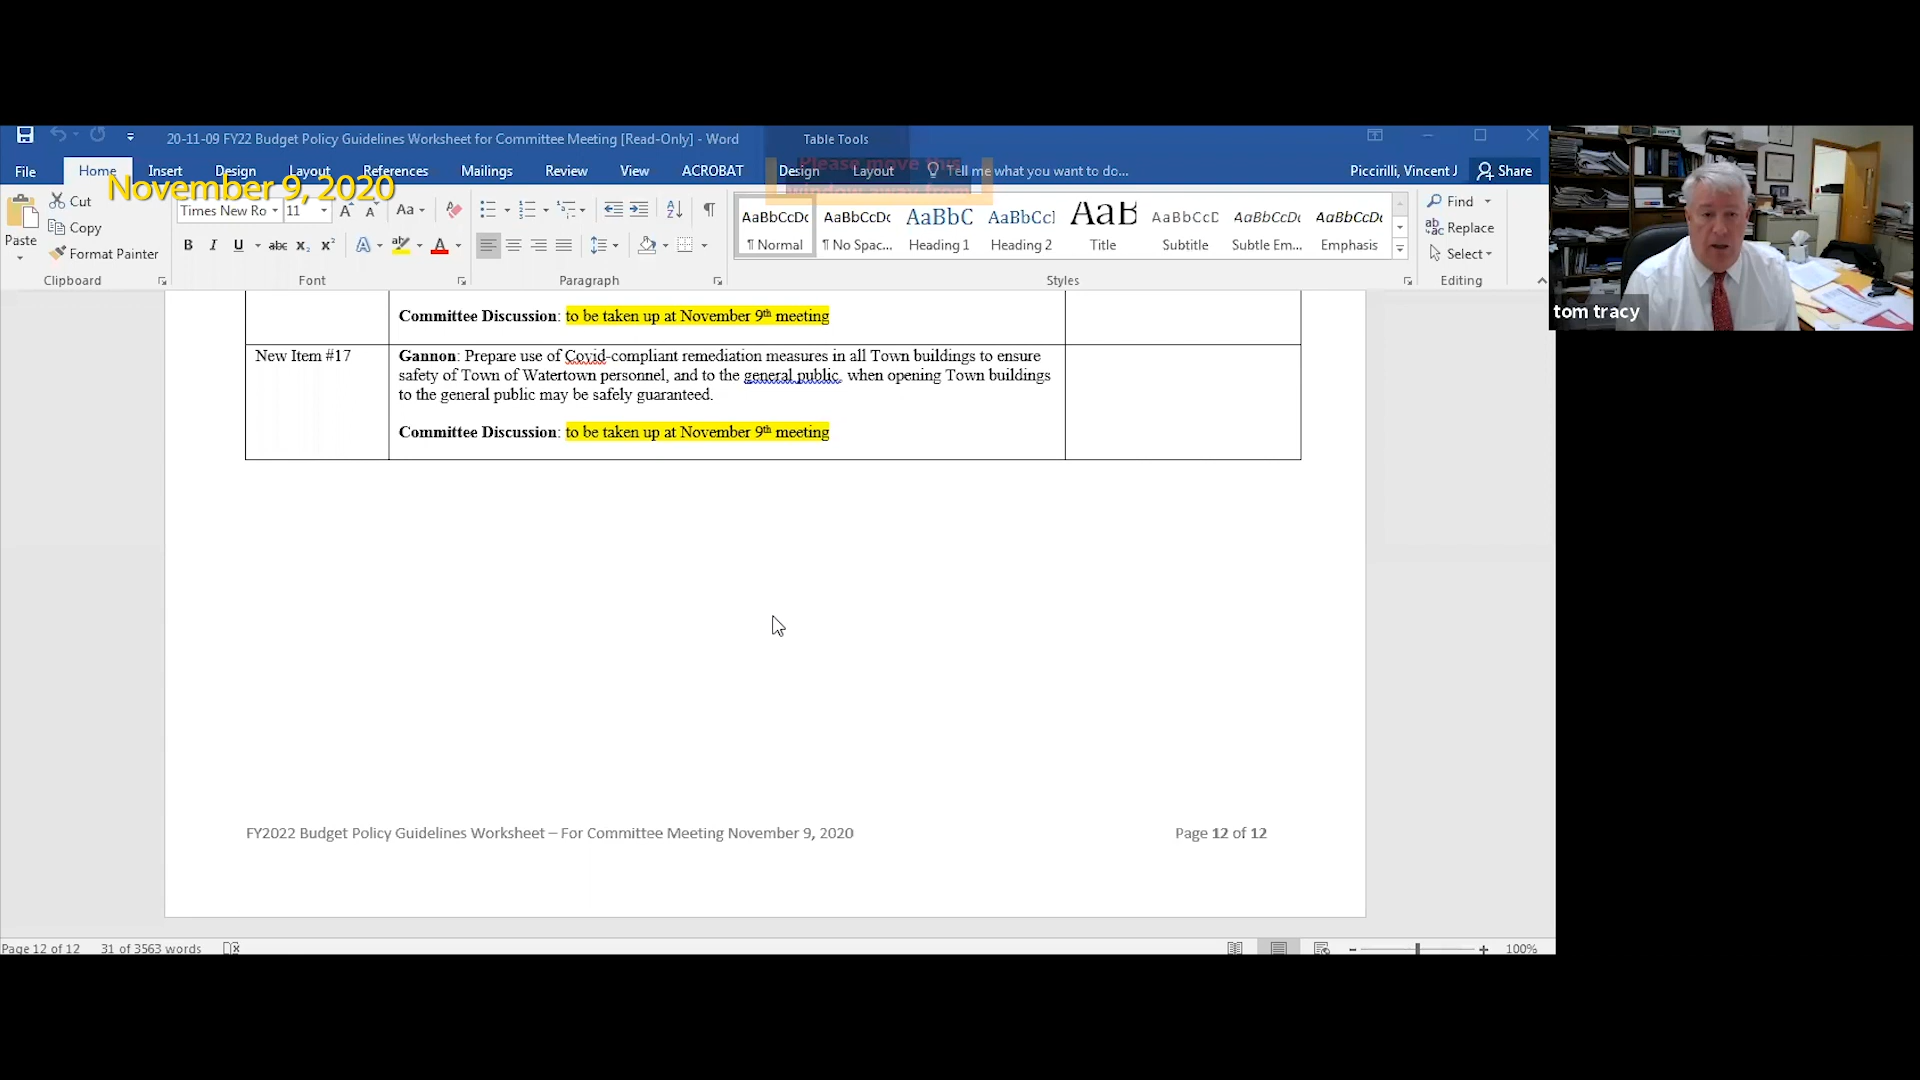 20-11-09 FY22 Budget Policy Guidelines Worksheet for Committee Meeting [Read-Only] - Word
Table Tools
File Home Insert Design Layout References Mailings Review View ACROBAT Design Layout Tell me what you want to do... Piccirilli, Vincent J Share
Please move this
window away from
November 9, 2020
Paste
Cut
Copy
Format Painter
Clipboard
Times New Ro 11
Font
Paragraph
AaBbCcDc AaBbCcDc AaBbC AaBbCcI AaB AaBbCcD AaBbCcDc AaBbCcDc
¶ Normal ¶ No Spac... Heading 1 Heading 2 Title Subtitle Subtle Em... Emphasis
Styles
Find
Replace
Select
Editing
tom tracy
Committee Discussion: to be taken up at November 9th meeting
New Item #17
Gannon: Prepare use of Covid-compliant remediation measures in all Town buildings to ensure
safety of Town of Watertown personnel, and to the general public, when opening Town buildings
to the general public may be safely guaranteed.
Committee Discussion: to be taken up at November 9th meeting
FY2022 Budget Policy Guidelines Worksheet – For Committee Meeting November 9, 2020
Page 12 of 12
Page 12 of 12 31 of 3563 words
100%